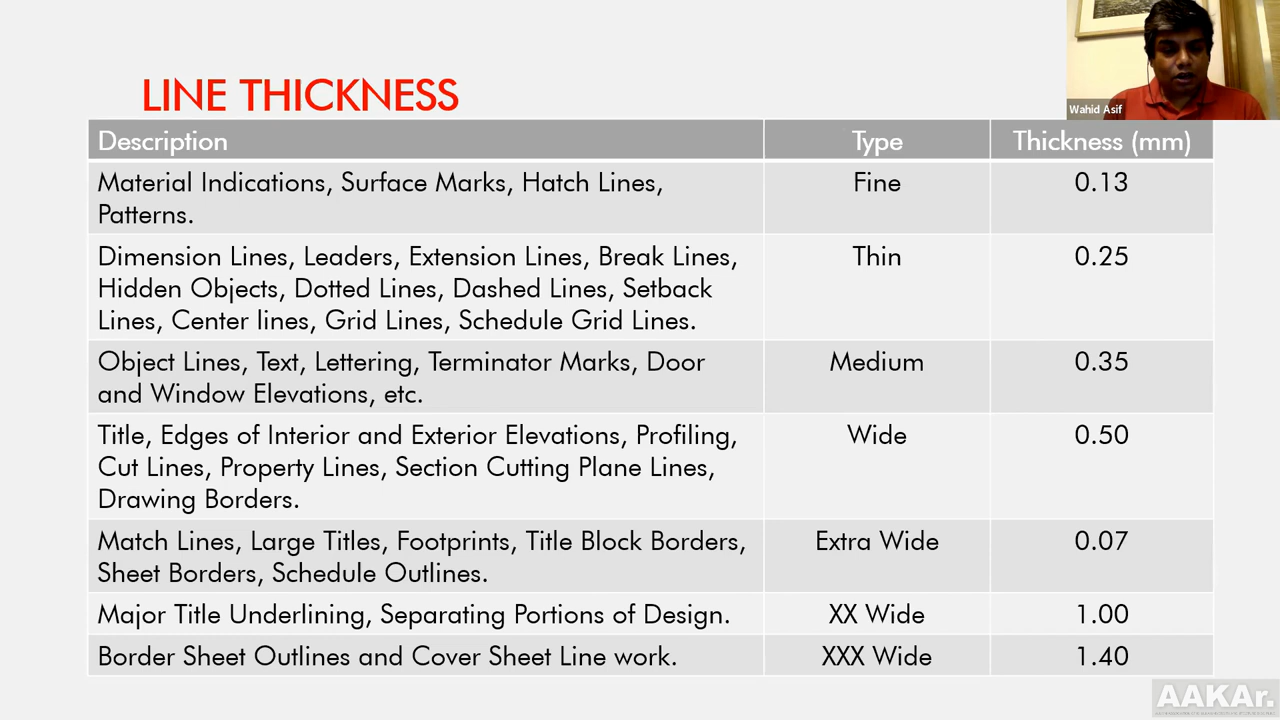 LINE THICKNESS
Wahid Asif
Description Type Thickness (mm)
Material Indications, Surface Marks, Hatch Lines, Fine 0.13
Patterns.
Dimension Lines, Leaders, Extension Lines, Break Lines, Thin 0.25
Hidden Objects, Dotted Lines, Dashed Lines, Setback
Lines, Center lines, Grid Lines, Schedule Grid Lines.
Object Lines, Text, Lettering, Terminator Marks, Door Medium 0.35
and Window Elevations, etc.
Title, Edges of Interior and Exterior Elevations, Profiling, Wide 0.50
Cut Lines, Property Lines, Section Cutting Plane Lines,
Drawing Borders.
Match Lines, Large Titles, Footprints, Title Block Borders, Extra Wide 0.07
Sheet Borders, Schedule Outlines.
Major Title Underlining, Separating Portions of Design. XX Wide 1.00
Border Sheet Outlines and Cover Sheet Line work. XXX Wide 1.40
AAKAr.